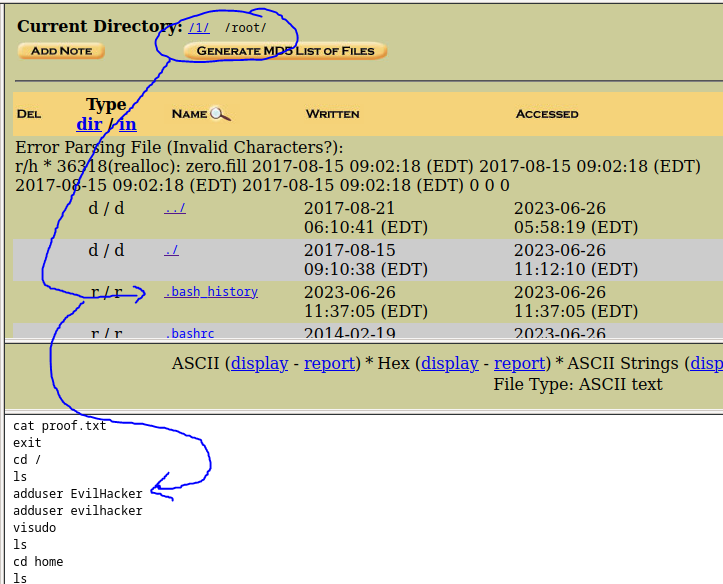 Current Directory: /1/ /root/
ADD NOTE GENERATE MD5 LIST OF FILES
DEL Type dir / in NAME WRITTEN ACCESSED
Error Parsing File (Invalid Characters?):
r/h * 36318(realloc): zero.fill 2017-08-15 09:02:18 (EDT) 2017-08-15 09:02:18 (EDT)
2017-08-15 09:02:18 (EDT) 2017-08-15 09:02:18 (EDT) 0 0 0
d / d ../ 2017-08-21 2023-06-26
06:10:41 (EDT) 05:58:19 (EDT)
d / d ./ 2017-08-15 2023-06-26
09:10:38 (EDT) 11:12:10 (EDT)
r / r .bash_history 2023-06-26 2023-06-26
11:37:05 (EDT) 11:37:05 (EDT)
r / r .bashrc 2014-02-19 2023-06-26
ASCII (display - report) * Hex (display - report) * ASCII Strings (disp
File Type: ASCII text
cat proof.txt
exit
cd /
ls
adduser EvilHacker
adduser evilhacker
visudo
ls
cd home
ls